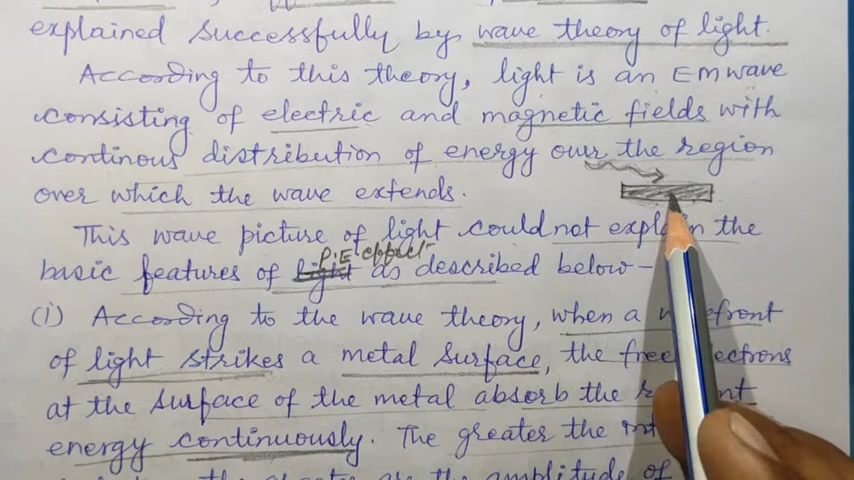 explained successfully by wave theory of light.
According to this theory, light is an EM wave
consisting of electric and magnetic fields with
continous distribution of energy over the region
over which the wave extends.
This wave picture of light could not explain the
basic features of P.E effect as described below-
(i) According to the wave theory, when a wavefront
of light strikes a metal surface, the free electrons
at the surface of the metal absorb the
energy continuously. The greater the
amplitude of